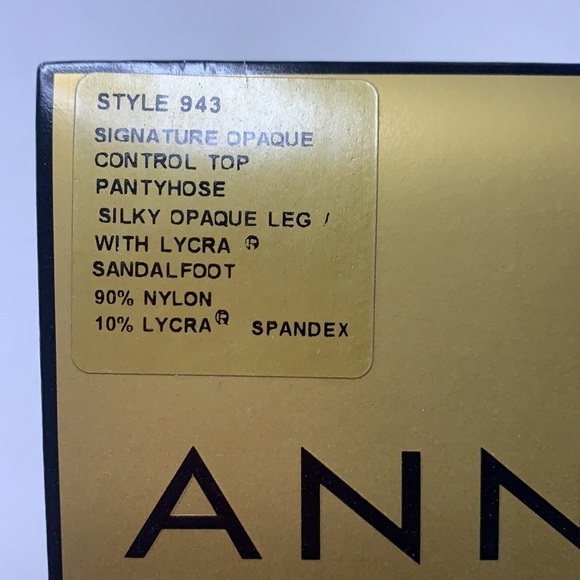 STYLE 943
SIGNATURE OPAQUE
CONTROL TOP
PANTYHOSE
SILKY OPAQUE LEG /
WITH LYCRA ®
SANDALFOOT
90% NYLON
10% LYCRA® SPANDEX
ANN